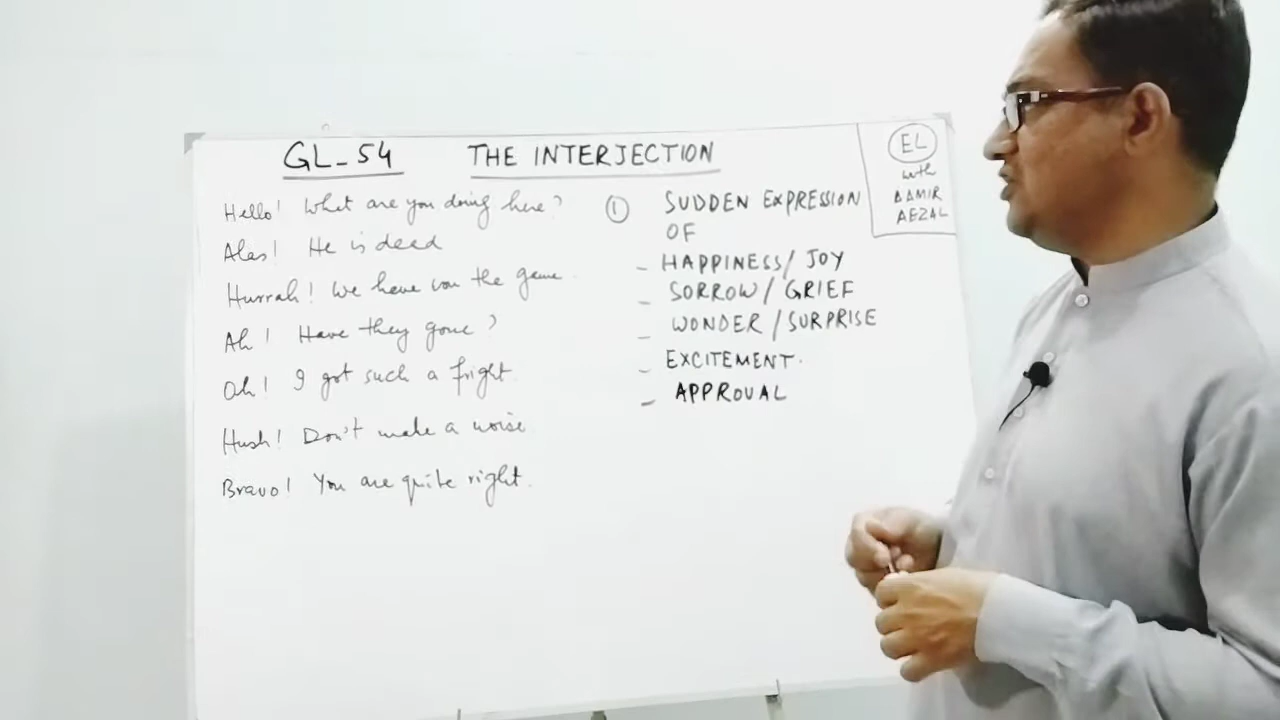 GL-54 THE INTERJECTION
Hello! What are you doing here?
Alas! He is dead
Hurrah! We have won the game.
Ah! Have they gone?
Oh! I got such a fright.
Hush! Don't make a noise
Bravo! You are quite right.
① SUDDEN EXPRESSION
OF
- HAPPINESS/JOY
- SORROW/GRIEF
- WONDER/SURPRISE
- EXCITEMENT.
- APPROVAL
EL
with
AAMIR
AFZAL